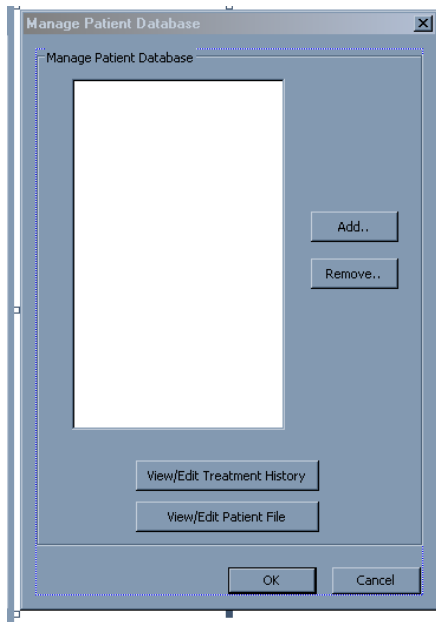 Manage Patient Database
Manage Patient Database
Add..
Remove..
View/Edit Treatment History
View/Edit Patient File
OK
Cancel